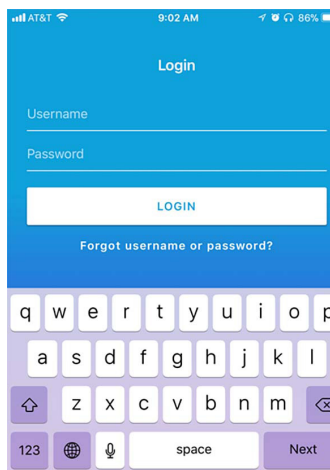 AT&T 9:02 AM 86%
Login
Username
Password
LOGIN
Forgot username or password?
q w e r t y u i o p
a s d f g h j k l
z x c v b n m
123 space Next